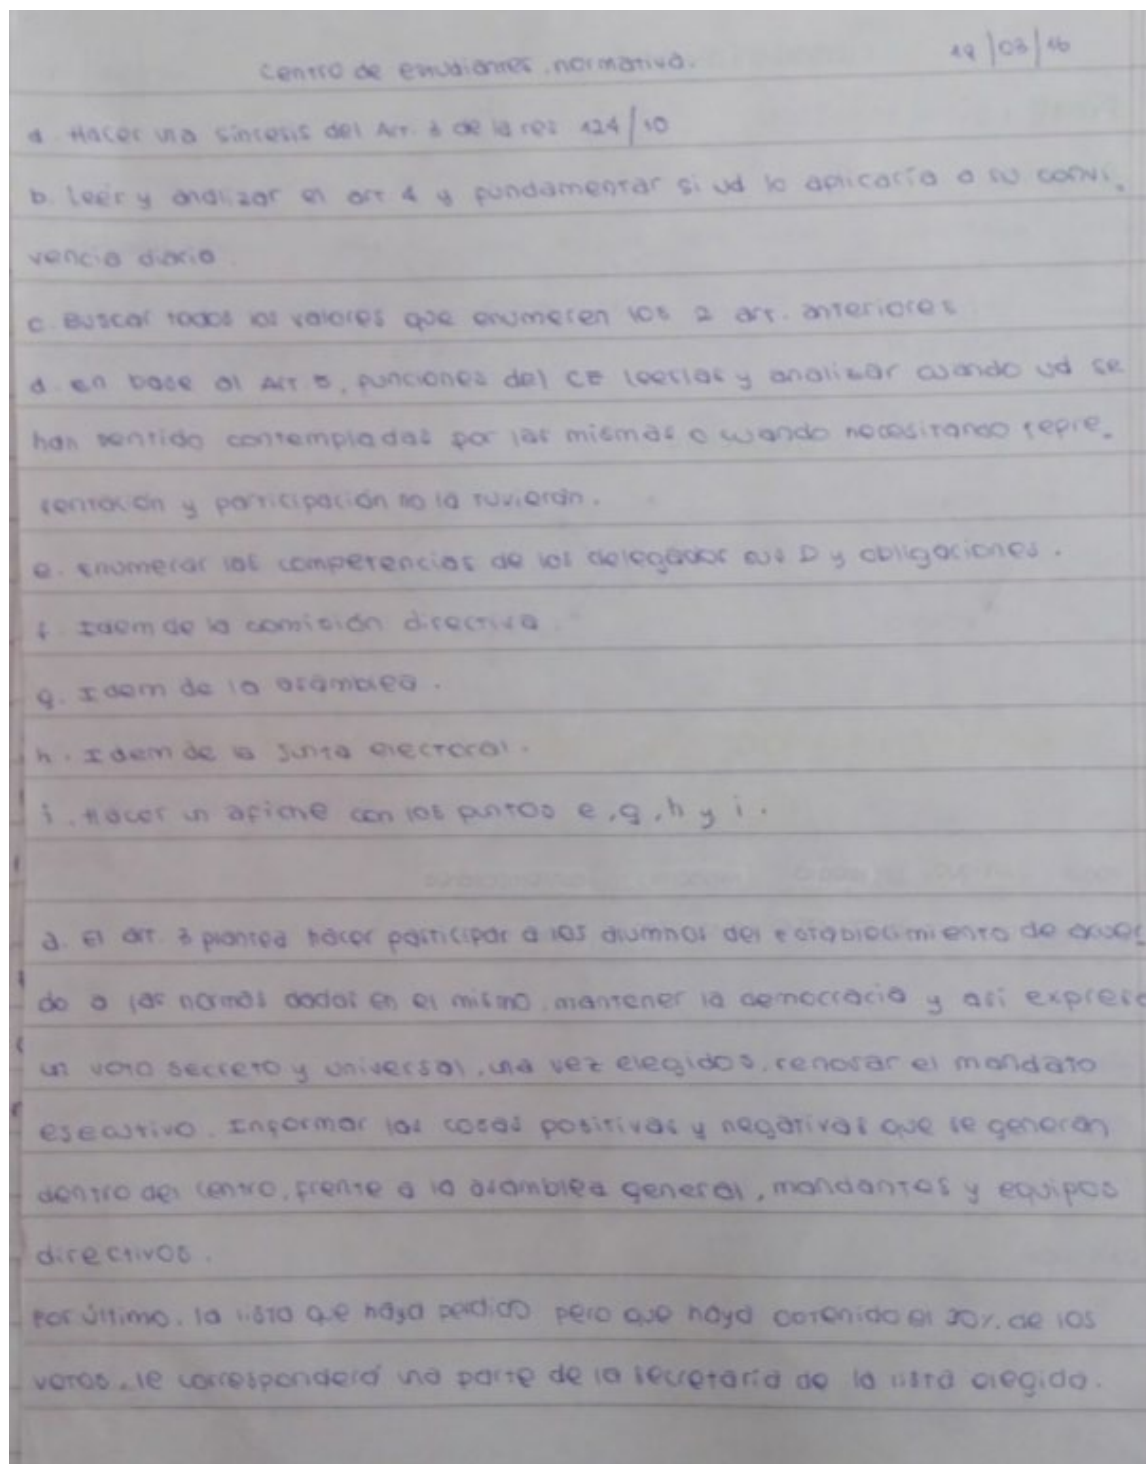 Centro de estudiantes, normativa.
18/03/16
a. Hacer una síntesis del Art. 3 de la res 124/10
b. Leer y analizar el art 4 y fundamentar si ud lo aplicaría a su convi-
vencia diaria.
c. Buscar todos los valores que enumeren los 2 art. anteriores
d. en base al Art 5, funciones del CE leerlas y analizar cuando ud se
han sentido contempladas por las mismas o cuando necesitando repre-
sentación y participación no la tuvieron.
e. enumerar las competencias de los delegados sus D y obligaciones.
f. Idem de la comisión directiva.
g. Idem de la asamblea.
h. Idem de la junta electoral.
i. Hacer un afiche con los puntos e, g, h y i.
a. El art. 3 plantea hacer participar a los alumnos del establecimiento de acuer
do a las normas dadas en el mismo, mantener la democracia y así expresa
un voto secreto y universal, una vez elegidos, renovar el mandato
esecutivo. Informar las cosas positivas y negativas que se generan
dentro del centro, frente a la asamblea general, mandantes y equipos
directivos.
Por último, la lista que haya perdido pero que haya obtenido el 30% de los
votos, le corresponderá una parte de la secretaría de la lista elegida.